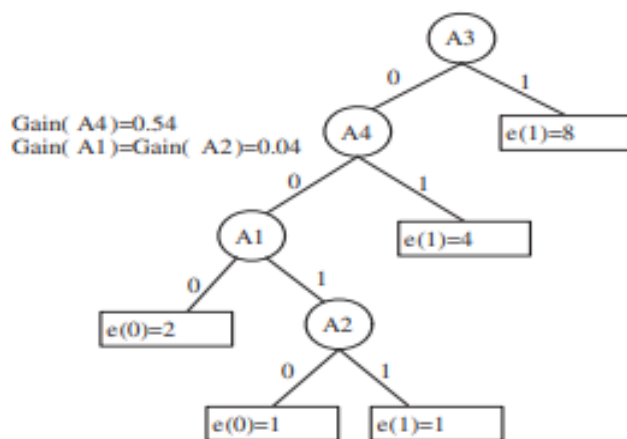 A3
0
1
Gain( A4)=0.54
Gain( A1)=Gain( A2)=0.04
A4
e(1)=8
0
1
A1
e(1)=4
0
1
e(0)=2
A2
0
1
e(0)=1
e(1)=1